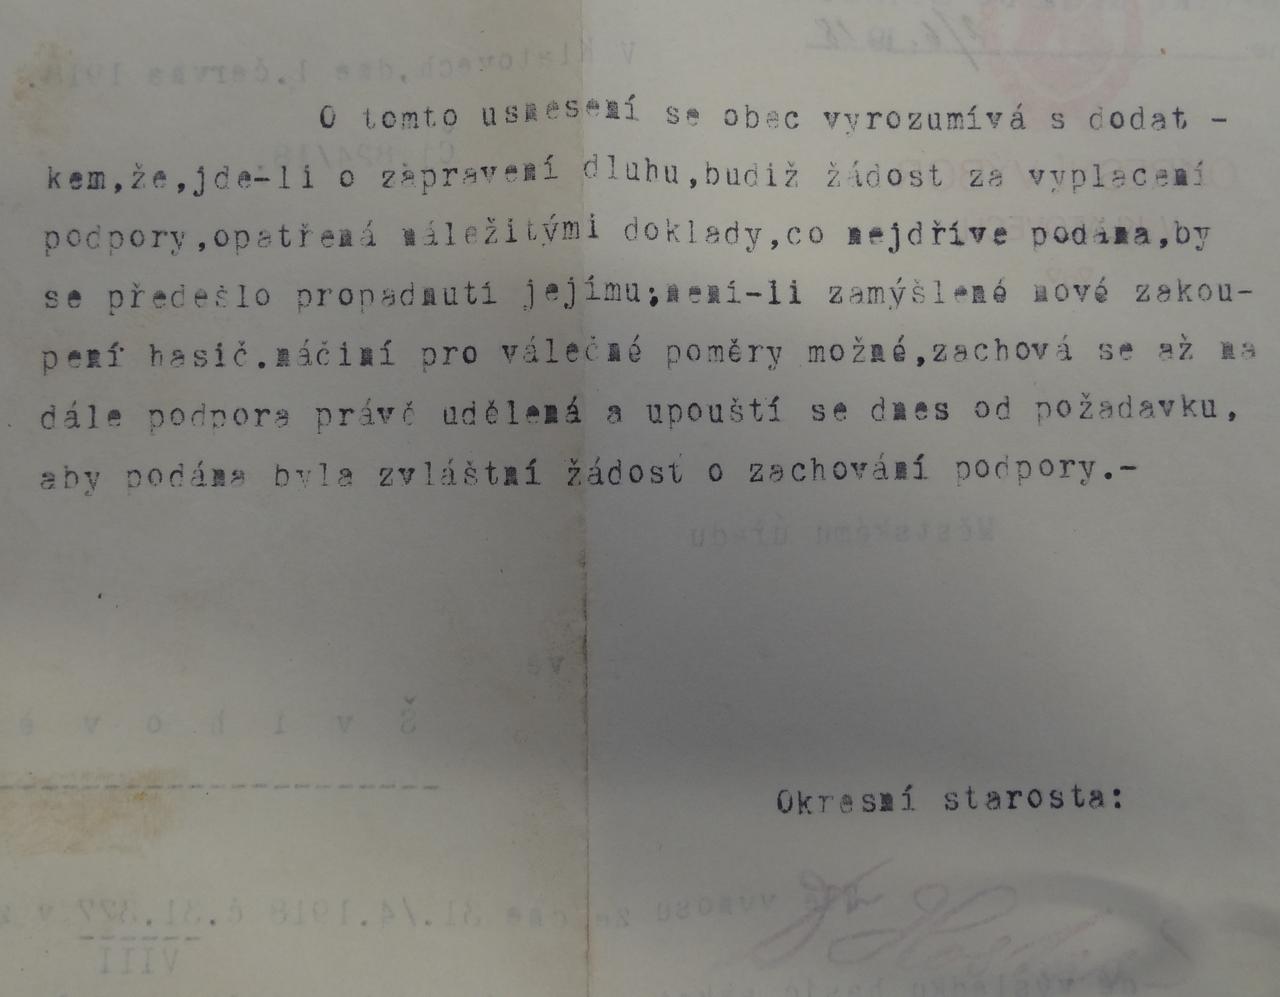 O tomto usnesení se obec vyrozumívá s dodat -
kem,že,jde-li o zapravení dluhu,budiž žádost za vyplacení
podpory,opatřená náležitými doklady,co nejdříve podána,by
se předešlo propadnutí jejímu;není-li zamýšlené nové zakou-
pení hasič.náčiní pro válečné poměry možné,zachová se až na
dále podpora právě udělená a upouští se dnes od požadavku,
aby podána byla zvláštní žádost o zachování podpory.-
Okresní starosta: